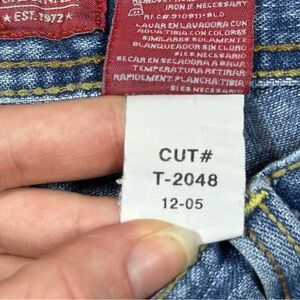 ★ EST. 1972 ★
IRON IF NECESSARY
LAVAR EN LAVADORA CON
AGUA TIBIA CON COLORES
SIMILARES SOLAMENTE
BLANQUEADOR SIN CLORO
SI ES NECESARIO
SECAR EN SECADORA A BAJA
TEMPERATURA RETIRAR
RAPIDAMENTE PLANCHA TIBIA
SI ES NECESARIO
CUT#
T-2048
12-05